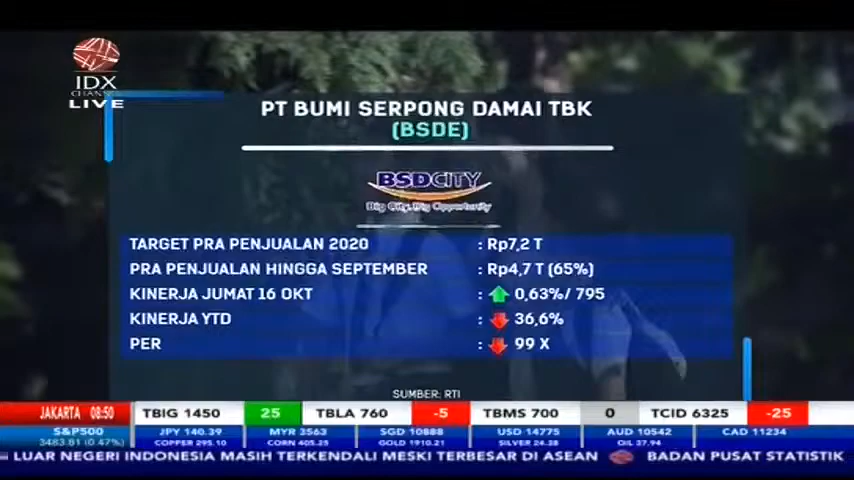 IDX
CHANNEL
LIVE
PT BUMI SERPONG DAMAI TBK
(BSDE)
BSDCITY
Big City, Big Opportunity
TARGET PRA PENJUALAN 2020 : Rp7,2 T
PRA PENJUALAN HINGGA SEPTEMBER : Rp4,7 T (65%)
KINERJA JUMAT 16 OKT : 0,63%/ 795
KINERJA YTD : 36,6%
PER : 99 X
SUMBER: RTI
JAKARTA 08:50 TBIG 1450 25 TBLA 760 -5 TBMS 700 0 TCID 6325 -25
S&P500 JPY 140.39 MYR 3563 SGD 10888 USD 14775 AUD 10542 CAD 11234
3483.81 (0.47%) COPPER 295.10 CORN 405.25 GOLD 1910.21 SILVER 24.38 OIL 37.94
LUAR NEGERI INDONESIA MASIH TERKENDALI MESKI TERBESAR DI ASEAN BADAN PUSAT STATISTIK